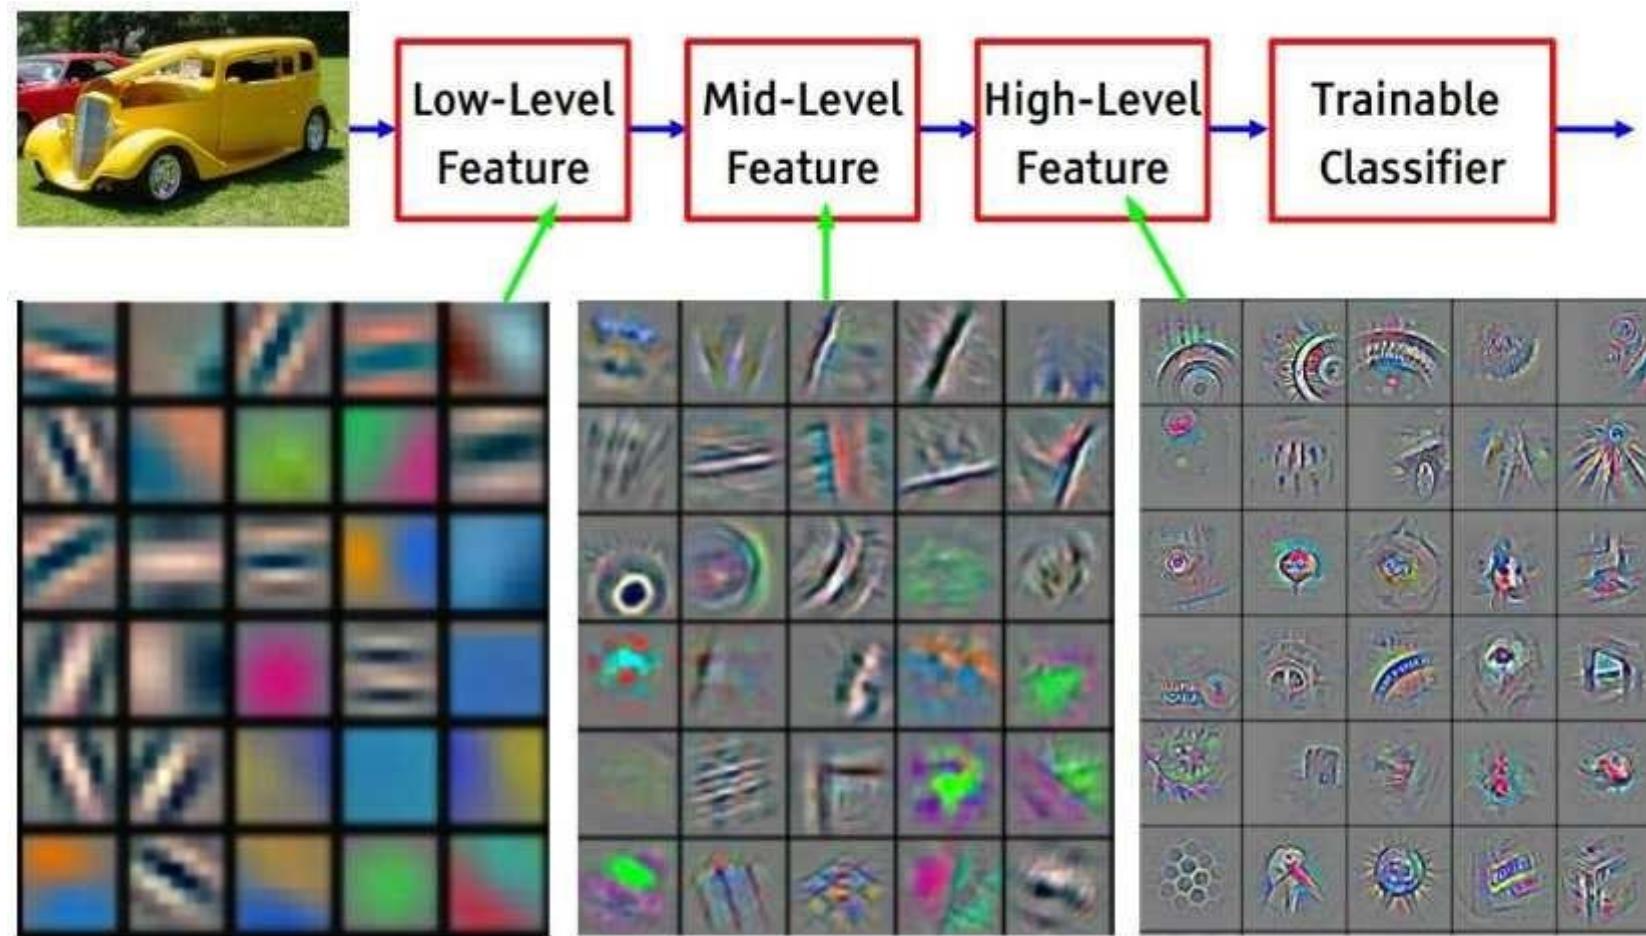 Low-Level
Feature
Mid-Level
Feature
High-Level
Feature
Trainable
Classifier